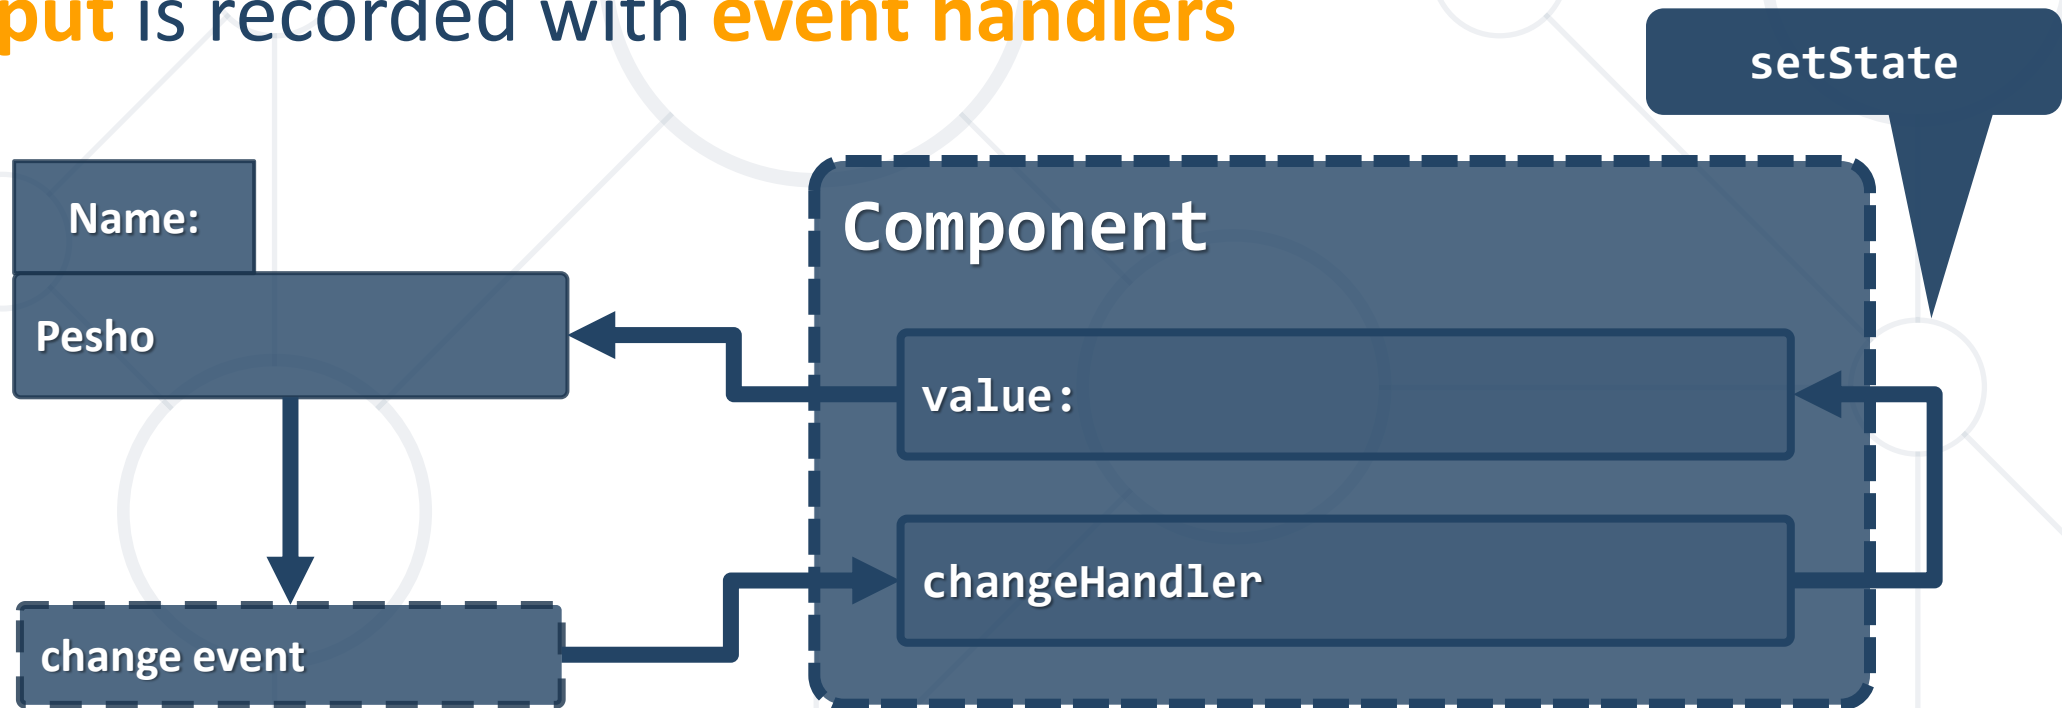 put is recorded with event handlers
setState
Name:
Component
Pesho
value:
changeHandler
change event